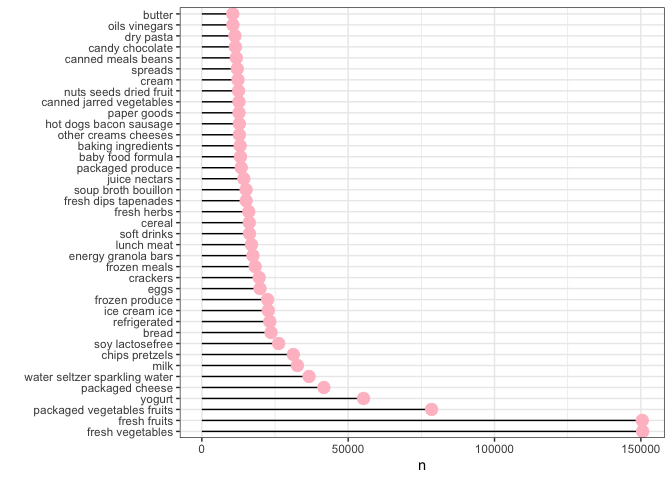 butter
oils vinegars
dry pasta
candy chocolate
canned meals beans
spreads
cream
nuts seeds dried fruit
canned jarred vegetables
paper goods
hot dogs bacon sausage
other creams cheeses
baking ingredients
baby food formula
packaged produce
juice nectars
soup broth bouillon
fresh dips tapenades
fresh herbs
cereal
soft drinks
lunch meat
energy granola bars
frozen meals
crackers
eggs
frozen produce
ice cream ice
refrigerated
bread
soy lactosefree
chips pretzels
milk
water seltzer sparkling water
packaged cheese
yogurt
packaged vegetables fruits
fresh fruits
fresh vegetables
0 50000 100000 150000
n